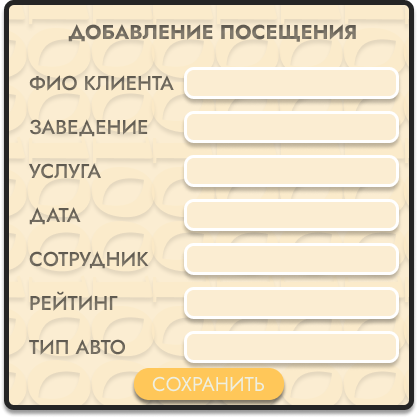 ДОБАВЛЕНИЕ ПОСЕЩЕНИЯ
ФИО КЛИЕНТА
ЗАВЕДЕНИЕ
УСЛУГА
ДАТА
СОТРУДНИК
РЕЙТИНГ
ТИП АВТО
СОХРАНИТЬ